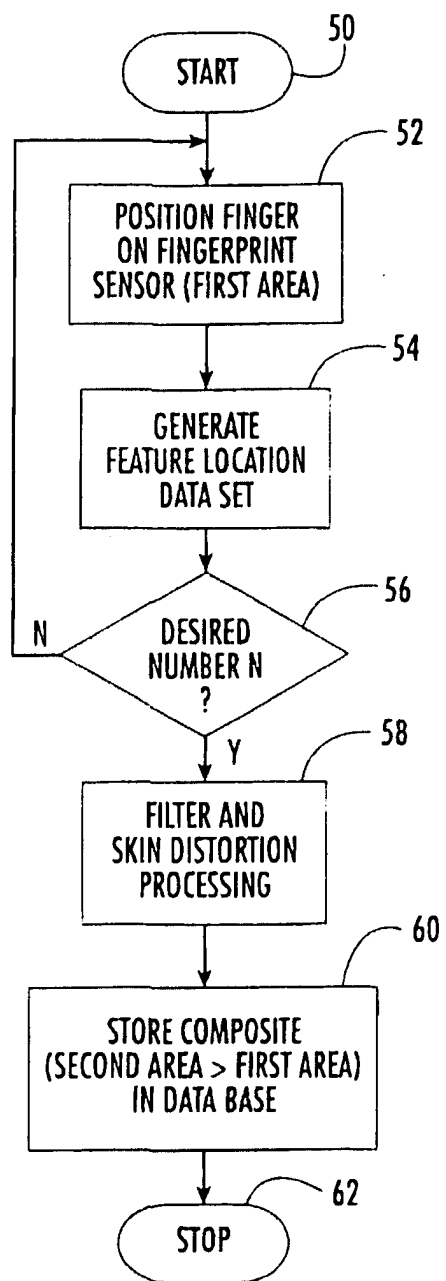 START
50
52
POSITION FINGER
ON FINGERPRINT
SENSOR (FIRST AREA)
54
GENERATE
FEATURE LOCATION
DATA SET
56
N
DESIRED
NUMBER N
?
Y
58
FILTER AND
SKIN DISTORTION
PROCESSING
60
STORE COMPOSITE
(SECOND AREA > FIRST AREA)
IN DATA BASE
62
STOP